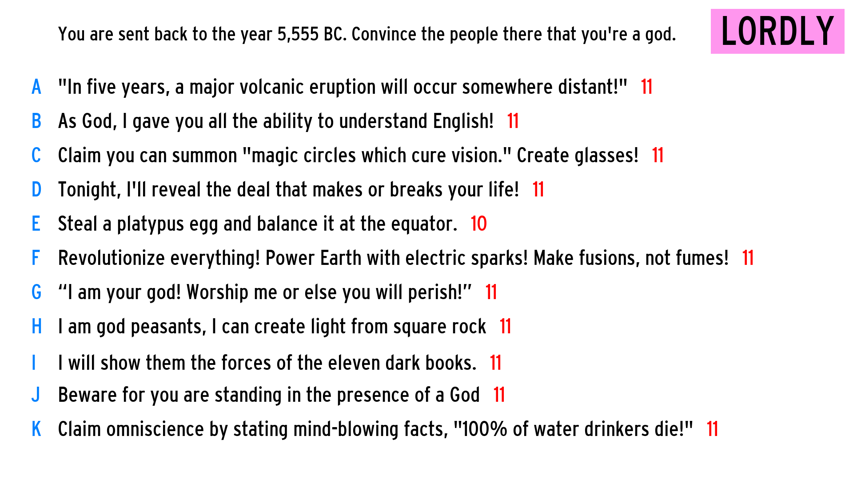 You are sent back to the year 5,555 BC. Convince the people there that you're a god.
LORDLY
A "In five years, a major volcanic eruption will occur somewhere distant!" 11
B As God, I gave you all the ability to understand English! 11
C Claim you can summon "magic circles which cure vision." Create glasses! 11
D Tonight, I'll reveal the deal that makes or breaks your life! 11
E Steal a platypus egg and balance it at the equator. 10
F Revolutionize everything! Power Earth with electric sparks! Make fusions, not fumes! 11
G “I am your god! Worship me or else you will perish!” 11
H I am god peasants, I can create light from square rock 11
I I will show them the forces of the eleven dark books. 11
J Beware for you are standing in the presence of a God 11
K Claim omniscience by stating mind-blowing facts, "100% of water drinkers die!" 11